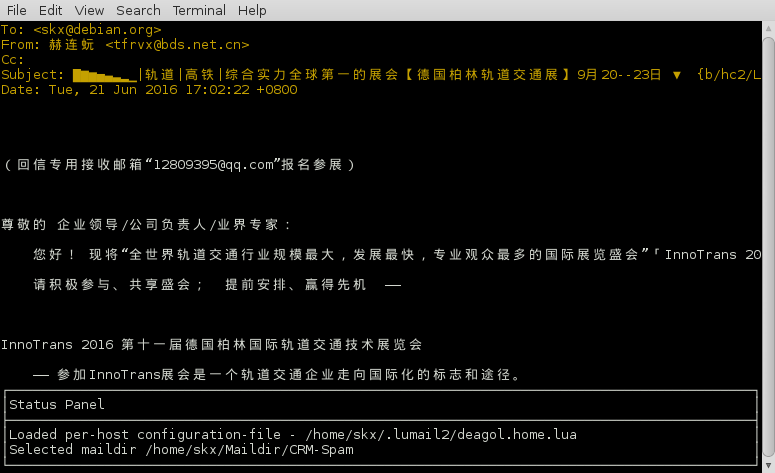 File Edit View Search Terminal Help
To: <skx@debian.org>
From: 赫连蚖 <tfrvx@bds.net.cn>
Cc:
Subject: ▇▆▅▄▃▂▁|轨道|高铁|综合实力全球第一的展会【德国柏林轨道交通展】9月20--23日 ▼ {b/hc2/L
Date: Tue, 21 Jun 2016 17:02:22 +0800
（回信专用接收邮箱“12809395@qq.com”报名参展）
尊敬的 企业领导/公司负责人/业界专家：
您好！ 现将“全世界轨道交通行业规模最大，发展最快，专业观众最多的国际展览盛会”「InnoTrans 20
请积极参与、共享盛会； 提前安排、赢得先机 ——
InnoTrans 2016 第十一届德国柏林国际轨道交通技术展览会
—— 参加InnoTrans展会是一个轨道交通企业走向国际化的标志和途径。
Status Panel
Loaded per-host configuration-file - /home/skx/.lumail2/deagol.home.lua
Selected maildir /home/skx/Maildir/CRM-Spam